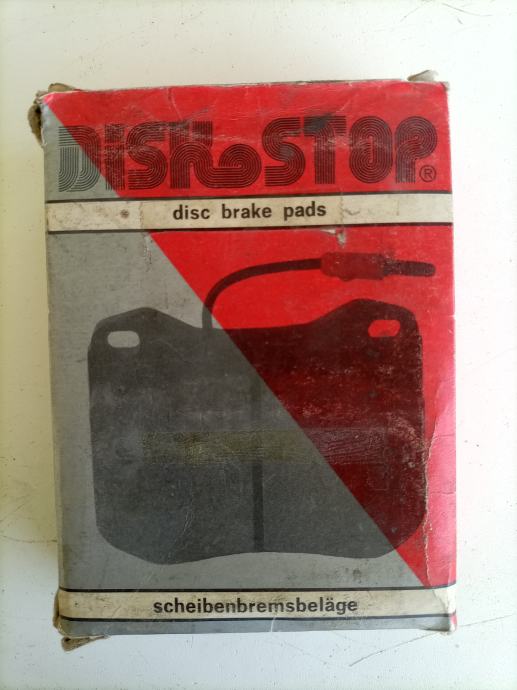 DiSKoSTOP®
disc brake pads
scheibenbremsbeläge